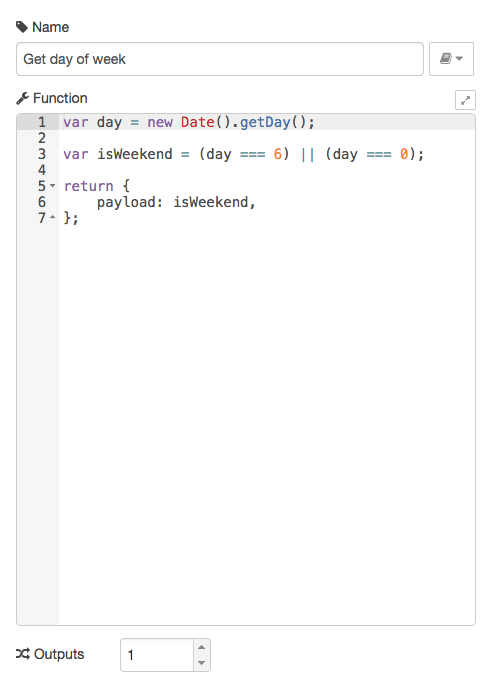 Name
Get day of week
Function
1 var day = new Date().getDay();
2
3 var isWeekend = (day === 6) || (day === 0);
4
5 return {
6     payload: isWeekend,
7 };
Outputs
1